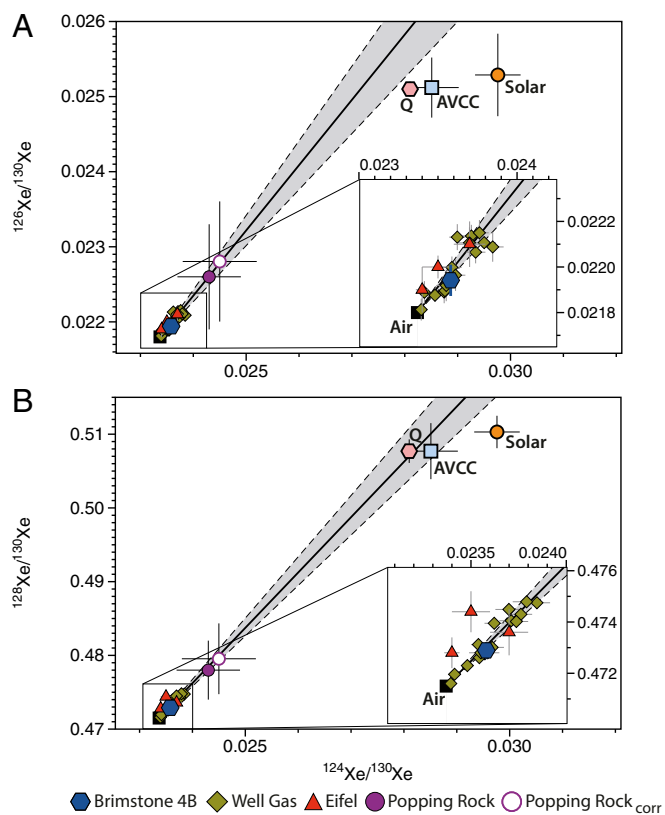 A
0.026
0.025
0.024
0.023
0.022
126Xe/130Xe
Q
AVCC
Solar
0.023
0.024
0.0222
0.0220
0.0218
Air
0.025
0.030
B
0.51
0.50
0.49
0.48
0.47
128Xe/130Xe
Q
AVCC
Solar
0.0235
0.0240
0.476
0.474
0.472
Air
0.025
0.030
124Xe/130Xe
Brimstone 4B Well Gas Eifel Popping Rock Popping Rock corr